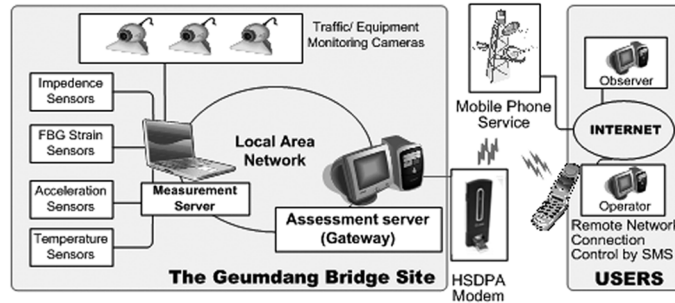 Traffic/ Equipment
Monitoring Cameras
Impedence
Sensors
FBG Strain
Sensors
Acceleration
Sensors
Temperature
Sensors
Local Area
Network
Measurement
Server
Assessment server
(Gateway)
The Geumdang Bridge Site
Mobile Phone
Service
HSDPA
Modem
Observer
INTERNET
Operator
Remote Network
Connection
Control by SMS
USERS